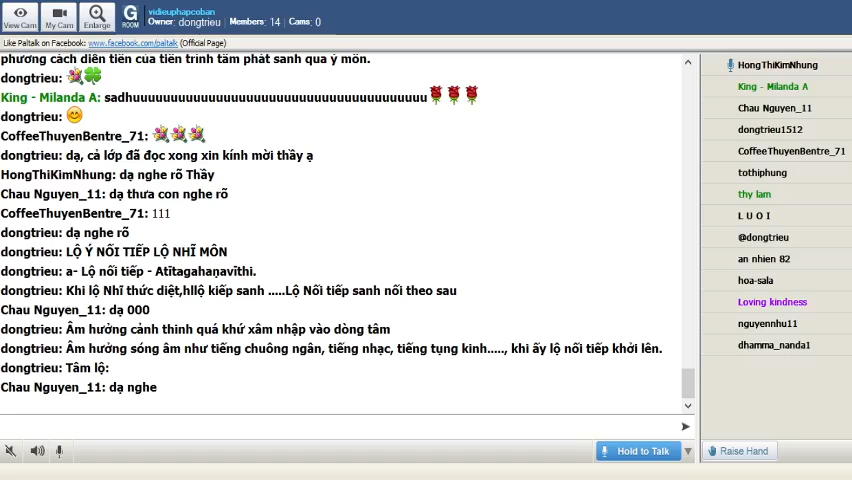 View Cam
My Cam
Enlarge
G
ROOM
vidieuphapcoban
Owner: dongtrieu Members: 14 Cams: 0
Like Paltalk on Facebook: www.facebook.com/paltalk (Official Page)
phương cách diễn tiến của tiến trình tâm phát sanh qua ý môn.
dongtrieu:
King - Milanda A: sadhuuuuuuuuuuuuuuuuuuuuuuuuuuuuuuuuuuuuuuu
dongtrieu:
CoffeeThuyenBentre_71:
dongtrieu: dạ, cả lớp đã đọc xong xin kính mời thầy ạ
HongThiKimNhung: dạ nghe rõ Thầy
Chau Nguyen_11: dạ thưa con nghe rõ
CoffeeThuyenBentre_71: 111
dongtrieu: dạ nghe rõ
dongtrieu: LỘ Ý NỐI TIẾP LỘ NHĨ MÔN
dongtrieu: a- Lộ nối tiếp - Atītagahaṇavīthi.
dongtrieu: Khi lộ Nhĩ thức diệt,hllộ kiếp sanh .....Lộ Nối tiếp sanh nối theo sau
Chau Nguyen_11: dạ 000
dongtrieu: Âm hưởng cảnh thinh quá khứ xâm nhập vào dòng tâm
dongtrieu: Âm hưởng sóng âm như tiếng chuông ngân, tiếng nhạc, tiếng tụng kinh....., khi ấy lộ nối tiếp khởi lên.
dongtrieu: Tâm lộ:
Chau Nguyen_11: dạ nghe
HongThiKimNhung
King - Milanda A
Chau Nguyen_11
dongtrieu1512
CoffeeThuyenBentre_71
tothiphung
thy lam
L U O I
@dongtrieu
an nhien 82
hoa-sala
Loving kindness
nguyennhu11
dhamma_nanda1
Hold to Talk
Raise Hand